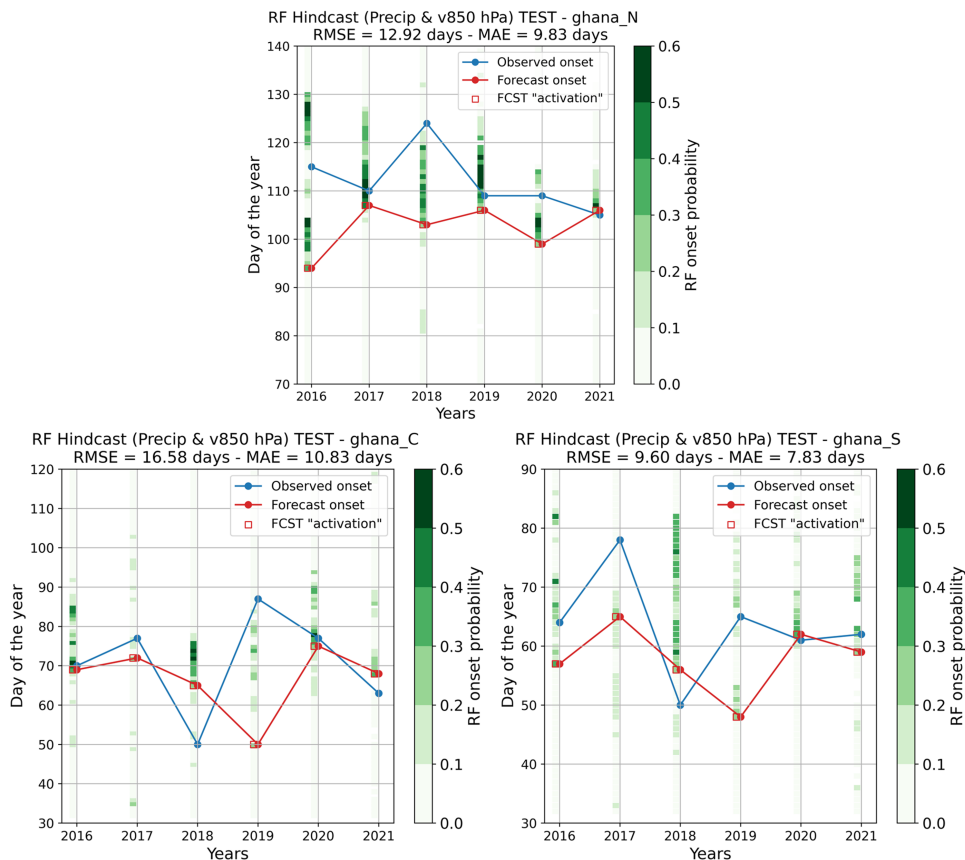 RF Hindcast (Precip & v850 hPa) TEST - ghana_N
RMSE = 12.92 days - MAE = 9.83 days
Observed onset
Forecast onset
FCST "activation"
140
130
120
110
100
90
80
70
Day of the year
2016 2017 2018 2019 2020 2021
Years
0.6
0.5
0.4
0.3
0.2
0.1
0.0
RF onset probability
RF Hindcast (Precip & v850 hPa) TEST - ghana_C
RMSE = 16.58 days - MAE = 10.83 days
Observed onset
Forecast onset
FCST "activation"
120
110
100
90
80
70
60
50
40
30
Day of the year
2016 2017 2018 2019 2020 2021
Years
0.6
0.5
0.4
0.3
0.2
0.1
0.0
RF onset probability
RF Hindcast (Precip & v850 hPa) TEST - ghana_S
RMSE = 9.60 days - MAE = 7.83 days
Observed onset
Forecast onset
FCST "activation"
90
80
70
60
50
40
30
Day of the year
2016 2017 2018 2019 2020 2021
Years
0.6
0.5
0.4
0.3
0.2
0.1
0.0
RF onset probability